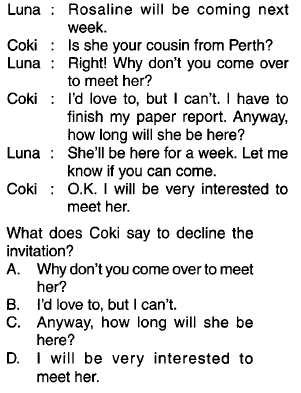 Luna : Rosaline will be coming next
week.
Coki : Is she your cousin from Perth?
Luna : Right! Why don't you come over
to meet her?
Coki : I'd love to, but I can't. I have to
finish my paper report. Anyway,
how long will she be here?
Luna : She'll be here for a week. Let me
know if you can come.
Coki : O.K. I will be very interested to
meet her.
What does Coki say to decline the
invitation?
A. Why don't you come over to meet
her?
B. I'd love to, but I can't.
C. Anyway, how long will she be
here?
D. I will be very interested to
meet her.